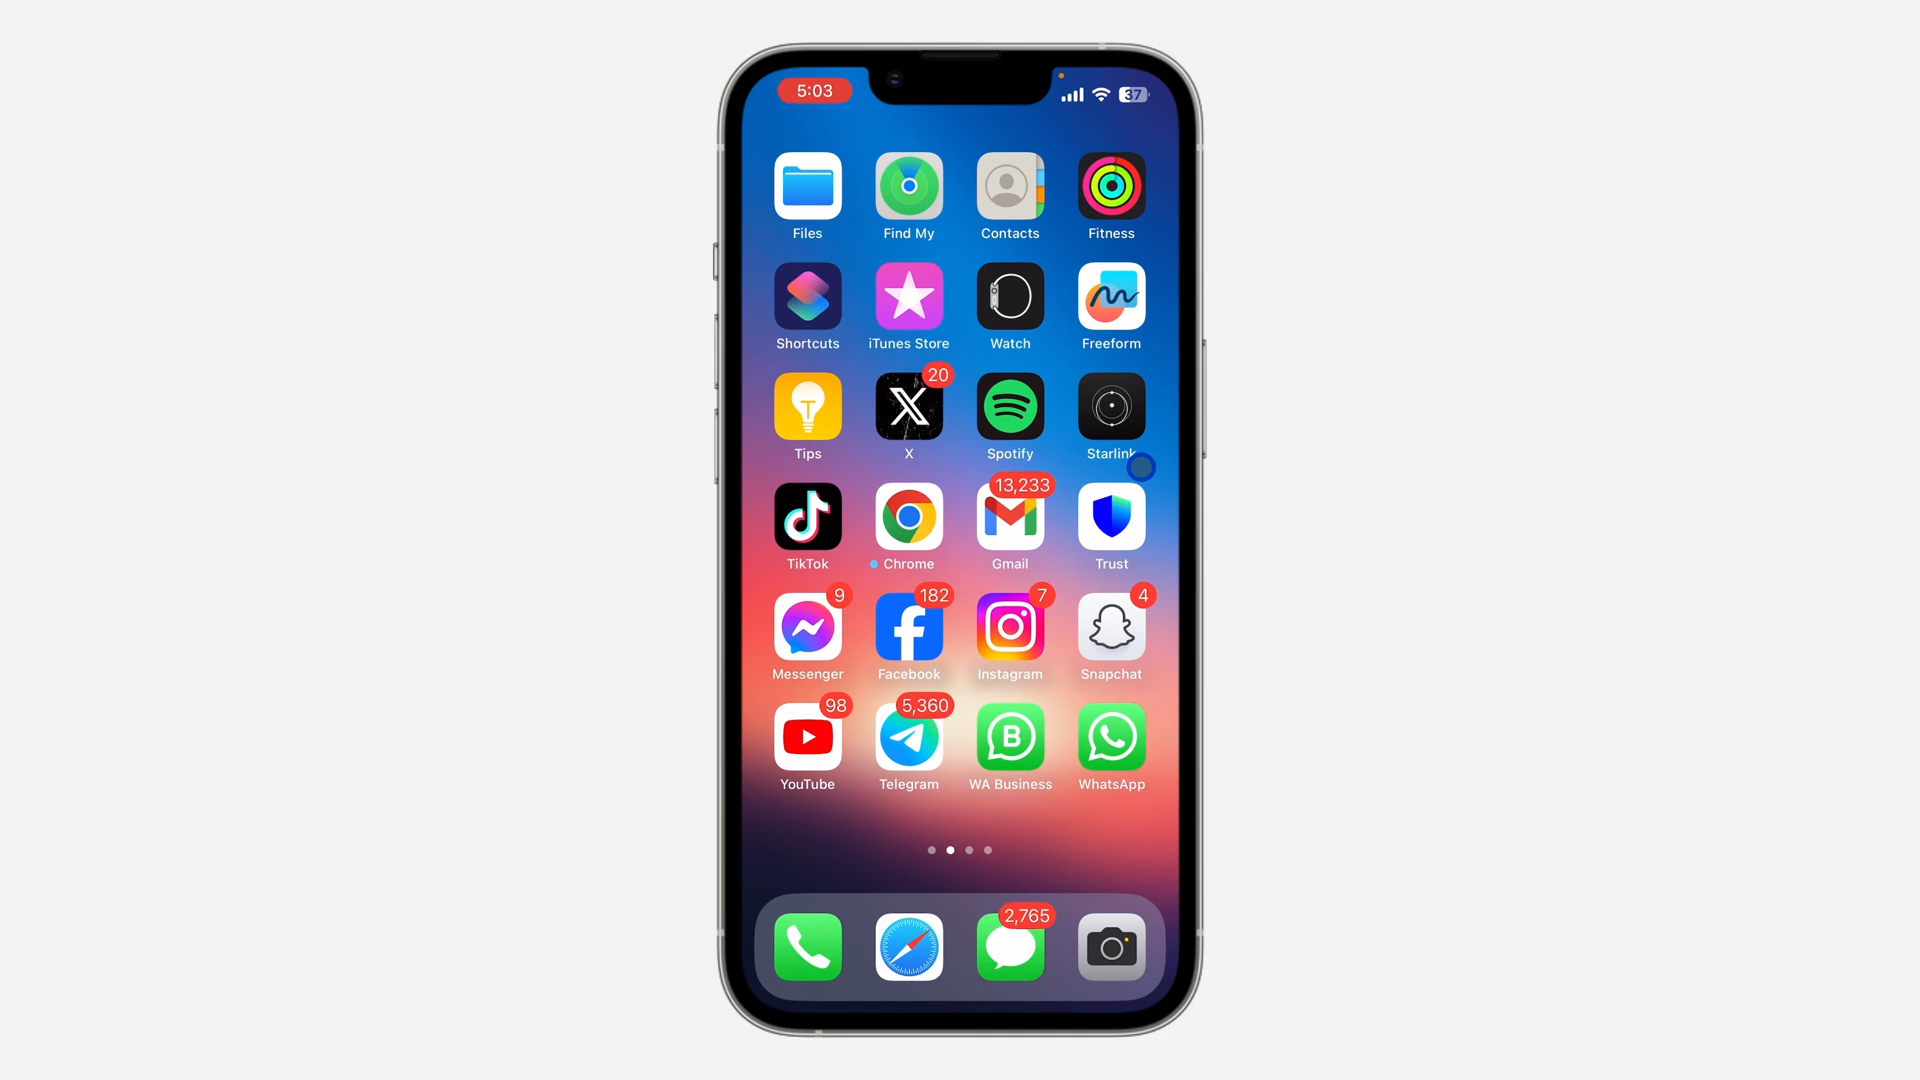 5:03
37
Files Find My Contacts Fitness
Shortcuts iTunes Store Watch Freeform
20
T
Tips X Spotify Starlink
13,233
TikTok Chrome Gmail Trust
9 182 7 4
Messenger Facebook Instagram Snapchat
98 5,360
B
YouTube Telegram WA Business WhatsApp
2,765